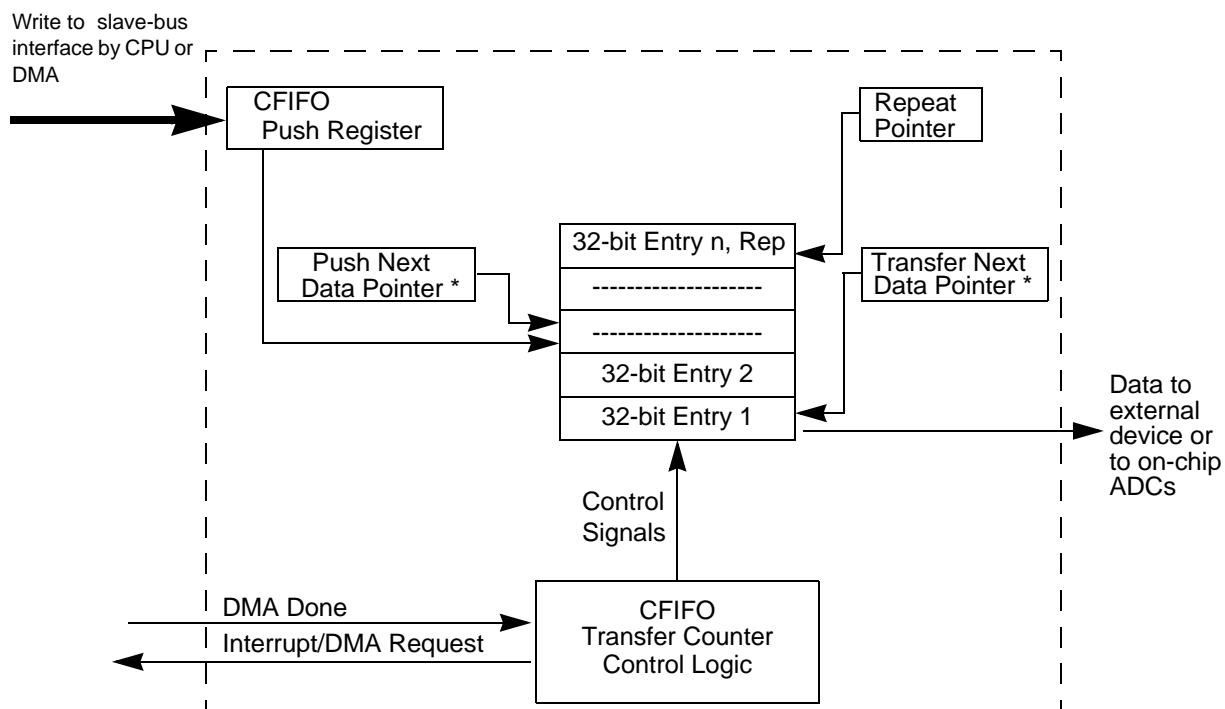 Write to slave-bus
interface by CPU or
DMA
CFIFO
Push Register
Repeat
Pointer
32-bit Entry n, Rep
Push Next
Data Pointer *
Transfer Next
Data Pointer *
--------------------
--------------------
32-bit Entry 2
32-bit Entry 1
Data to
external
device or
to on-chip
ADCs
Control
Signals
DMA Done
Interrupt/DMA Request
CFIFO
Transfer Counter
Control Logic